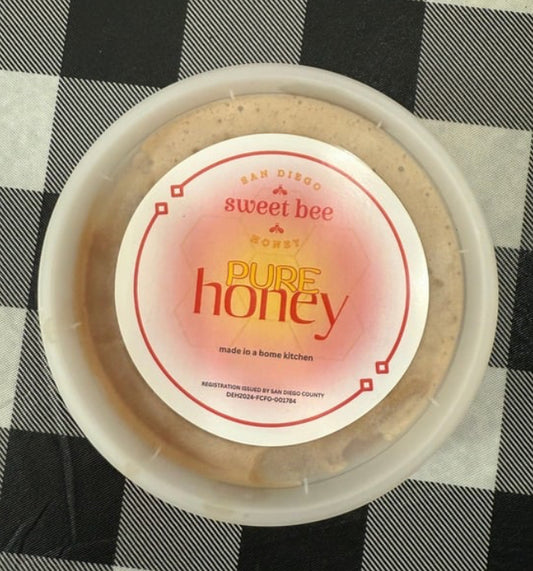 SAN DIEGO
sweet bee
HONEY
PURE
honey
made in a home kitchen
REGISTRATION ISSUED BY SAN DIEGO COUNTY
DEH2024-FCFO-001784